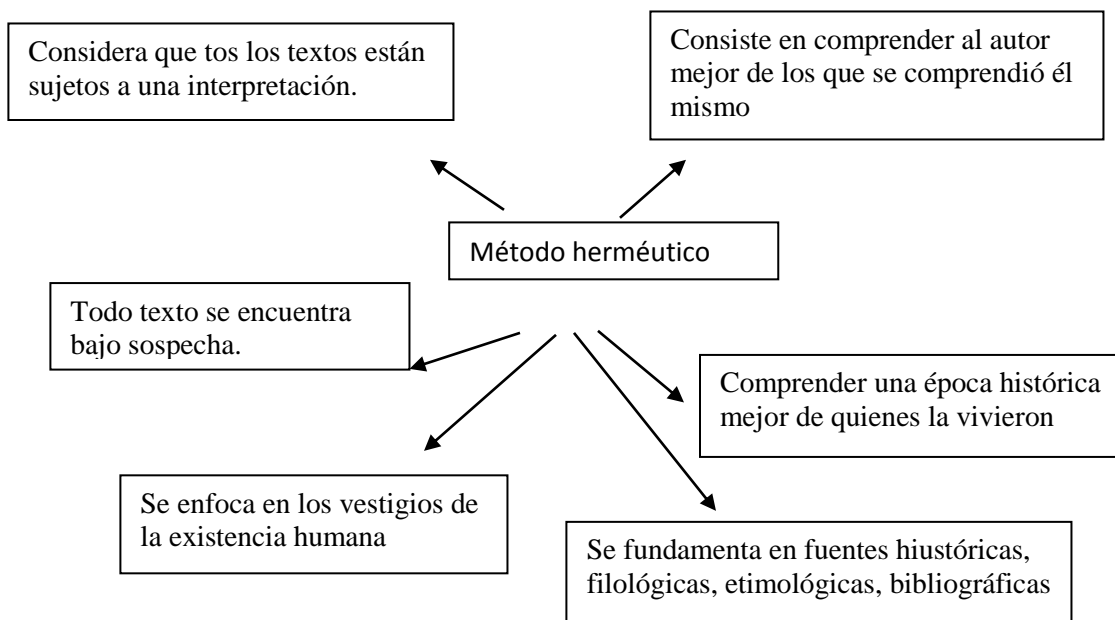 Considera que tos los textos están
sujetos a una interpretación.
Consiste en comprender al autor
mejor de los que se comprendió él
mismo
Método herméutico
Todo texto se encuentra
bajo sospecha.
Comprender una época histórica
mejor de quienes la vivieron
Se enfoca en los vestigios de
la existencia humana
Se fundamenta en fuentes hiustóricas,
filológicas, etimológicas, bibliográficas